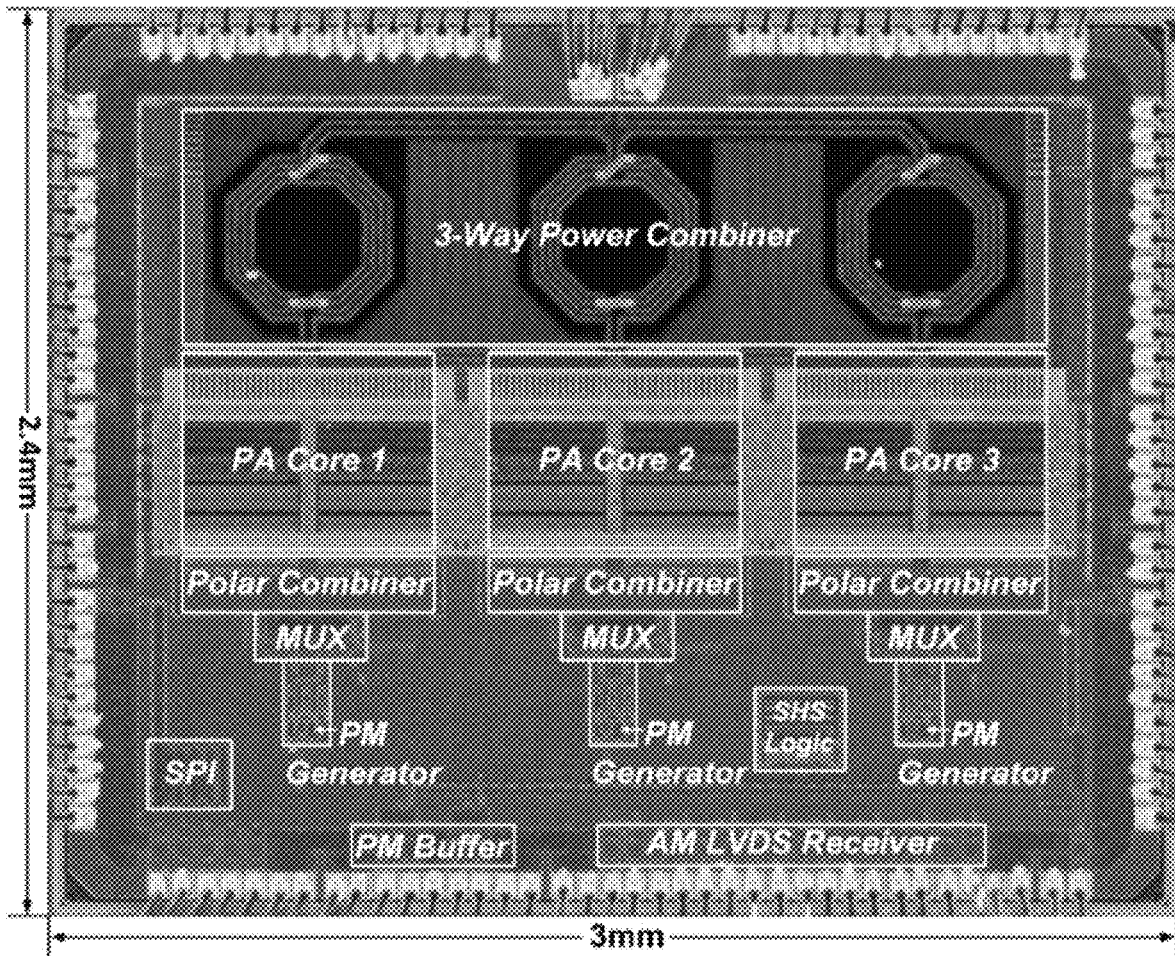 3-Way Power Combiner
2.4mm
PA Core 1
PA Core 2
PA Core 3
Polar Combiner
Polar Combiner
Polar Combiner
MUX
MUX
MUX
PM
Generator
PM
Generator
SHS
Logic
PM
Generator
SPI
PM Buffer
AM LVDS Receiver
3mm